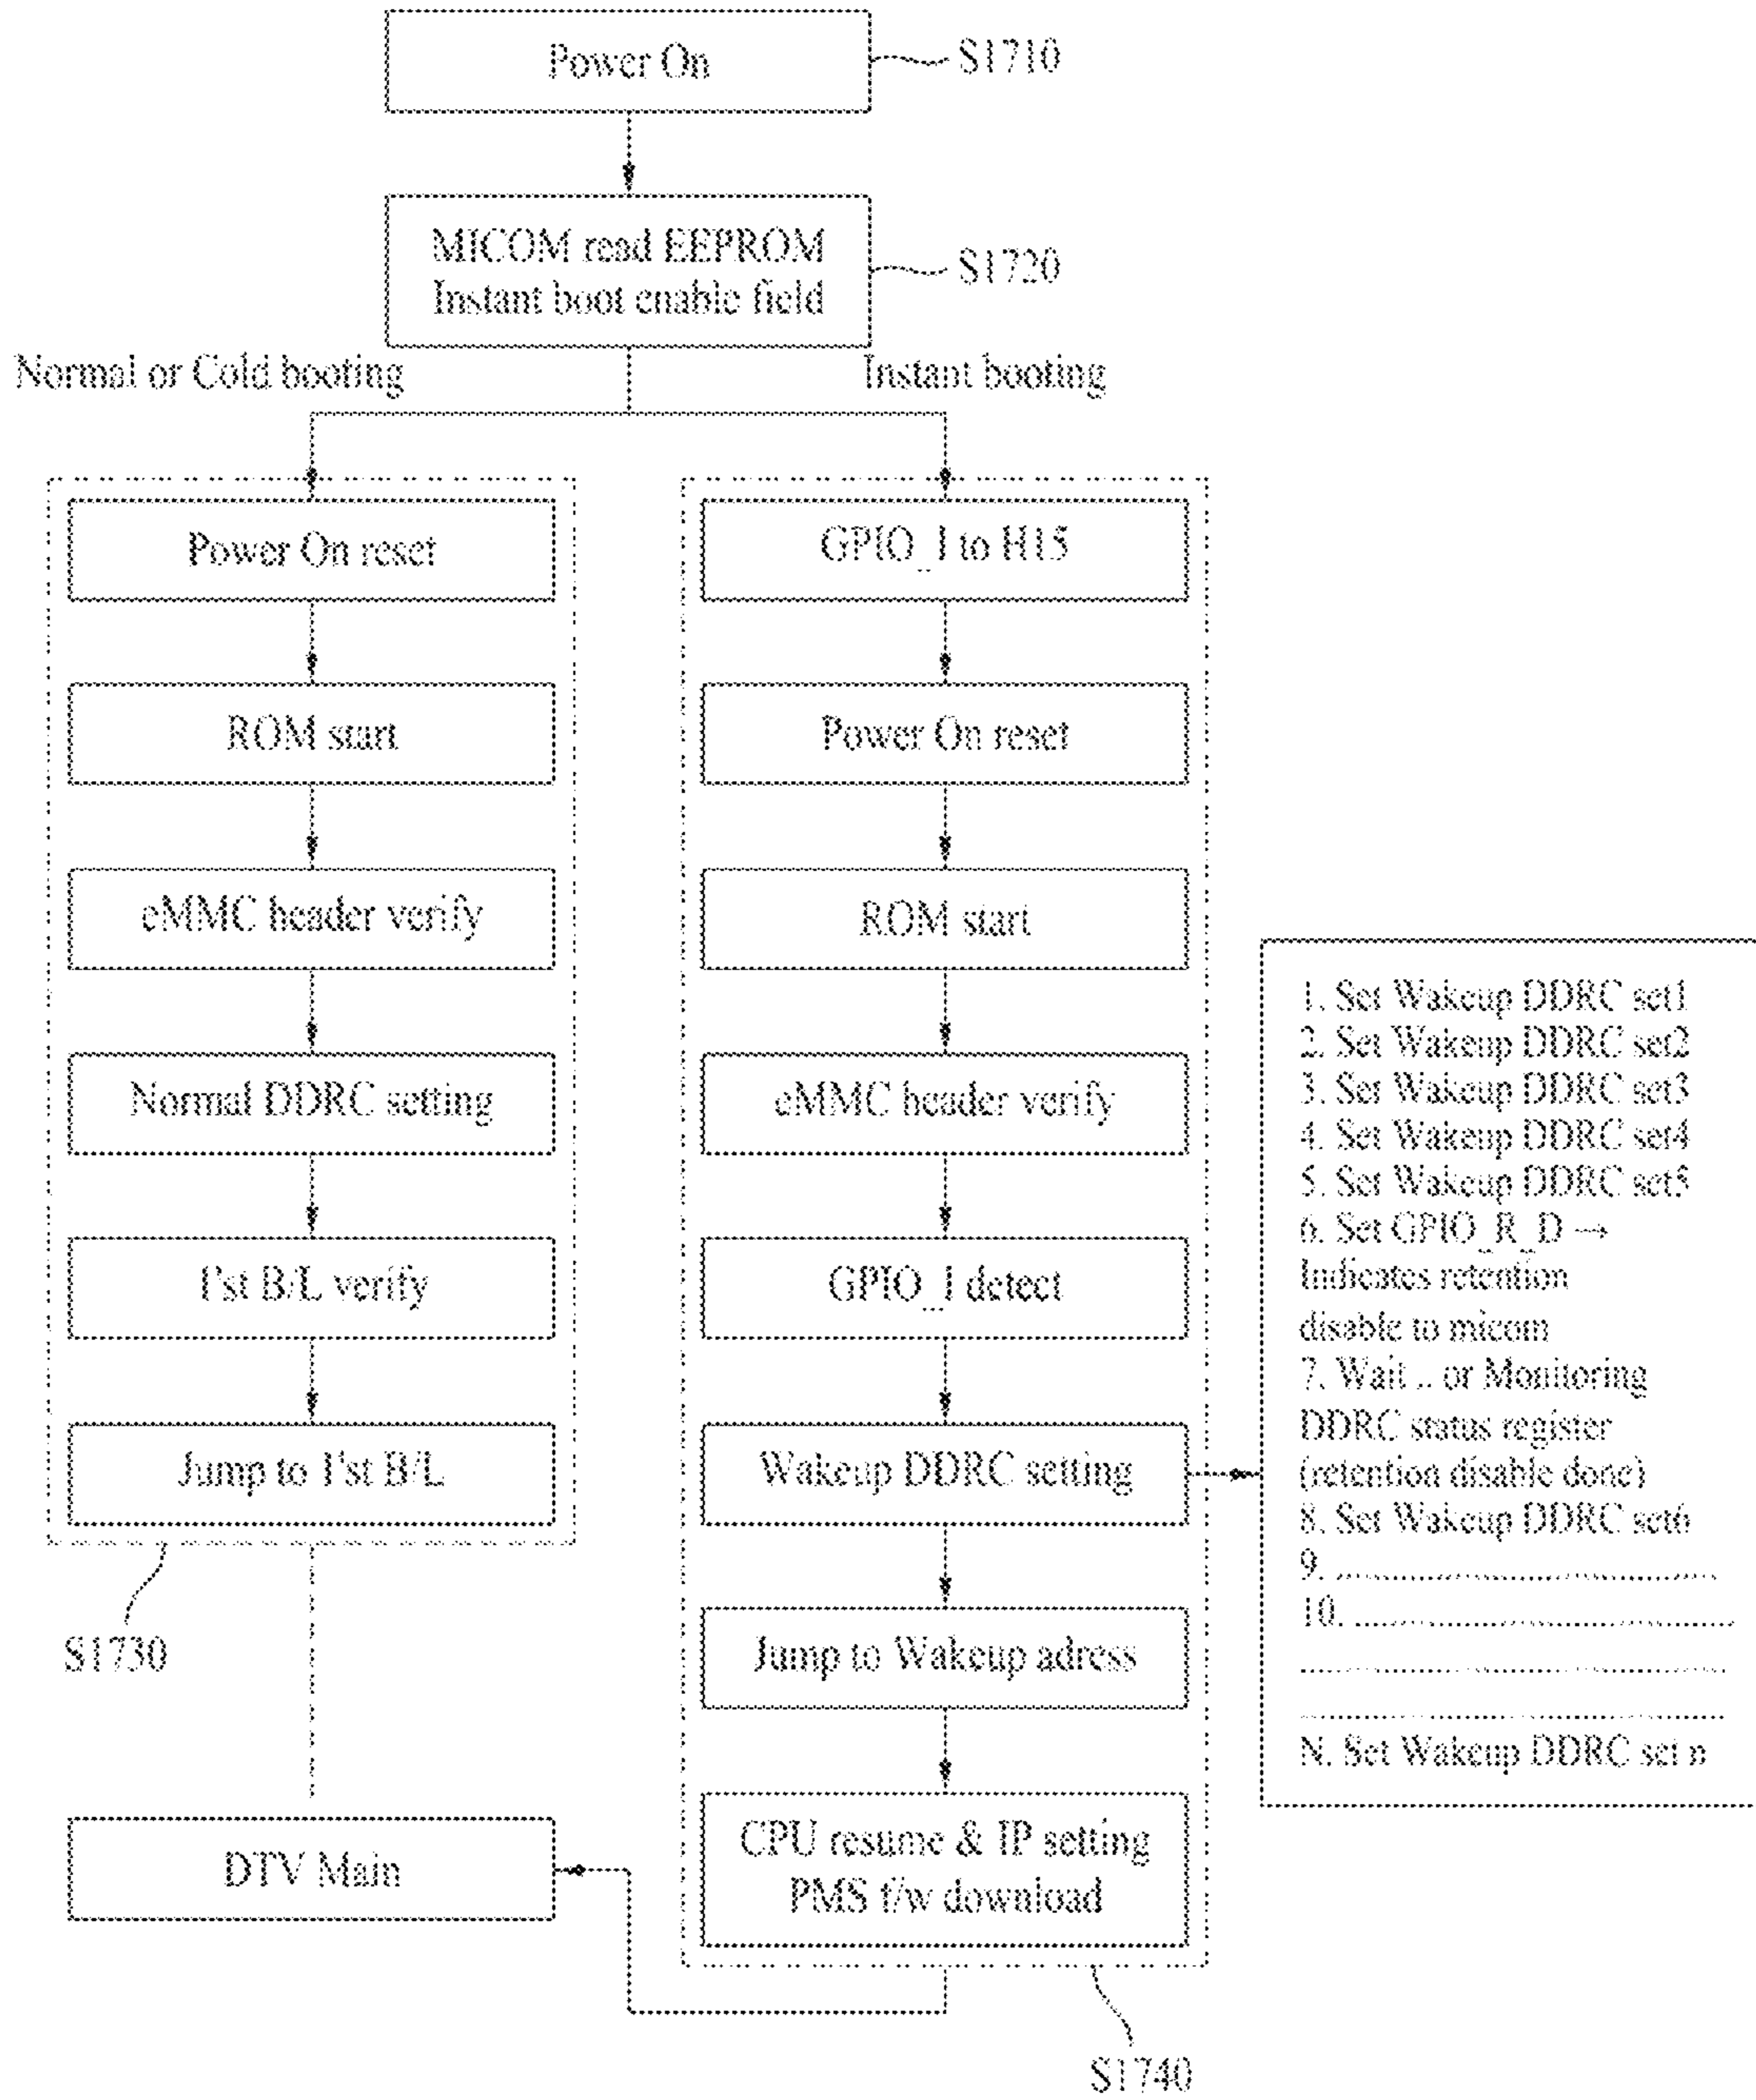 Power On
S1710
MICOM read EEPROM
Instant boot enable field
S1720
Normal or Cold booting
Instant booting
Power On reset
ROM start
eMMC header verify
Normal DDRC setting
1'st B/L verify
Jump to 1'st B/L
S1730
GPIO_I to H15
Power On reset
ROM start
eMMC header verify
GPIO_I detect
Wakeup DDRC setting
Jump to Wakeup adress
CPU resume & IP setting
PMS f/w download
S1740
1. Set Wakeup DDRC set1
2. Set Wakeup DDRC set2
3. Set Wakeup DDRC set3
4. Set Wakeup DDRC set4
5. Set Wakeup DDRC set5
6. Set GPIO_R_D →
Indicates retention
disable to micom
7. Wait .. or Monitoring
DDRC status register
(retention disable done)
8. Set Wakeup DDRC set6
9. ........................................
10. ........................................
........................................
........................................
N. Set Wakeup DDRC set n
DTV Main